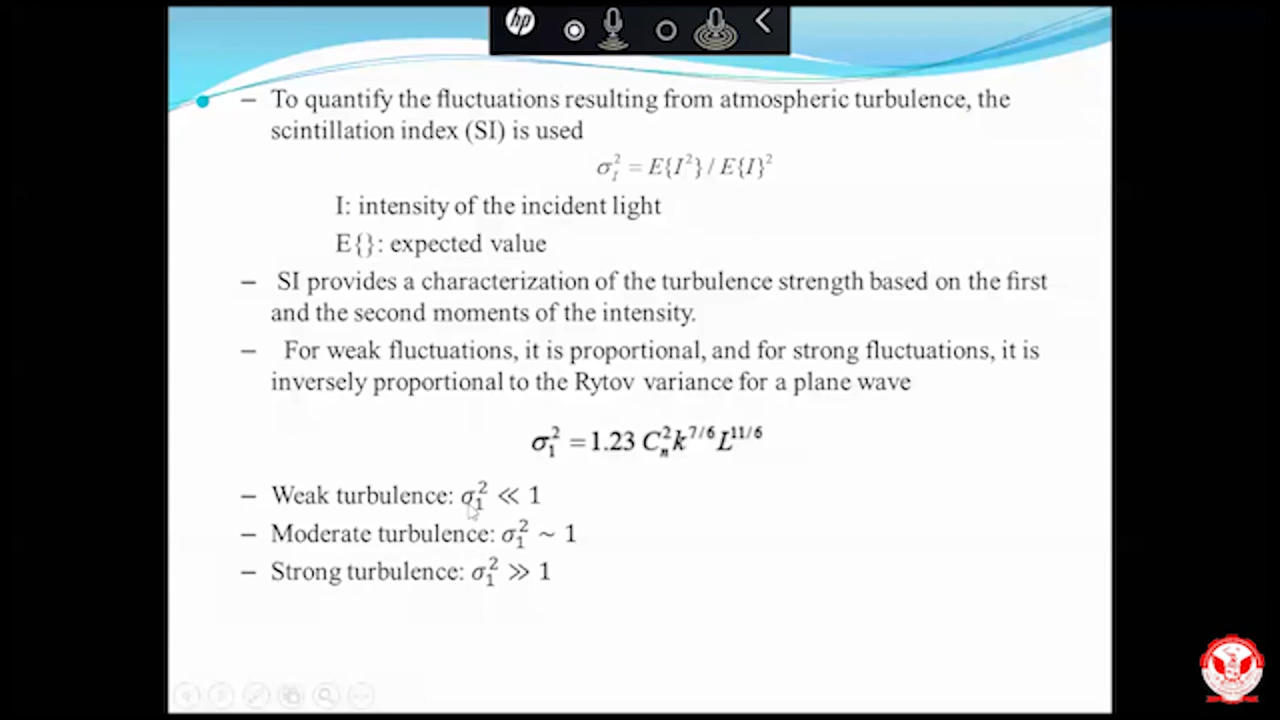 hp
– To quantify the fluctuations resulting from atmospheric turbulence, the
scintillation index (SI) is used
σ_I^2 = E{I^2} / E{I}^2
I: intensity of the incident light
E{}: expected value
– SI provides a characterization of the turbulence strength based on the first
and the second moments of the intensity.
– For weak fluctuations, it is proportional, and for strong fluctuations, it is
inversely proportional to the Rytov variance for a plane wave
σ_1^2 = 1.23 C_n^2 k^{7/6} L^{11/6}
– Weak turbulence: σ_1^2 ≪ 1
– Moderate turbulence: σ_1^2 ~ 1
– Strong turbulence: σ_1^2 ≫ 1